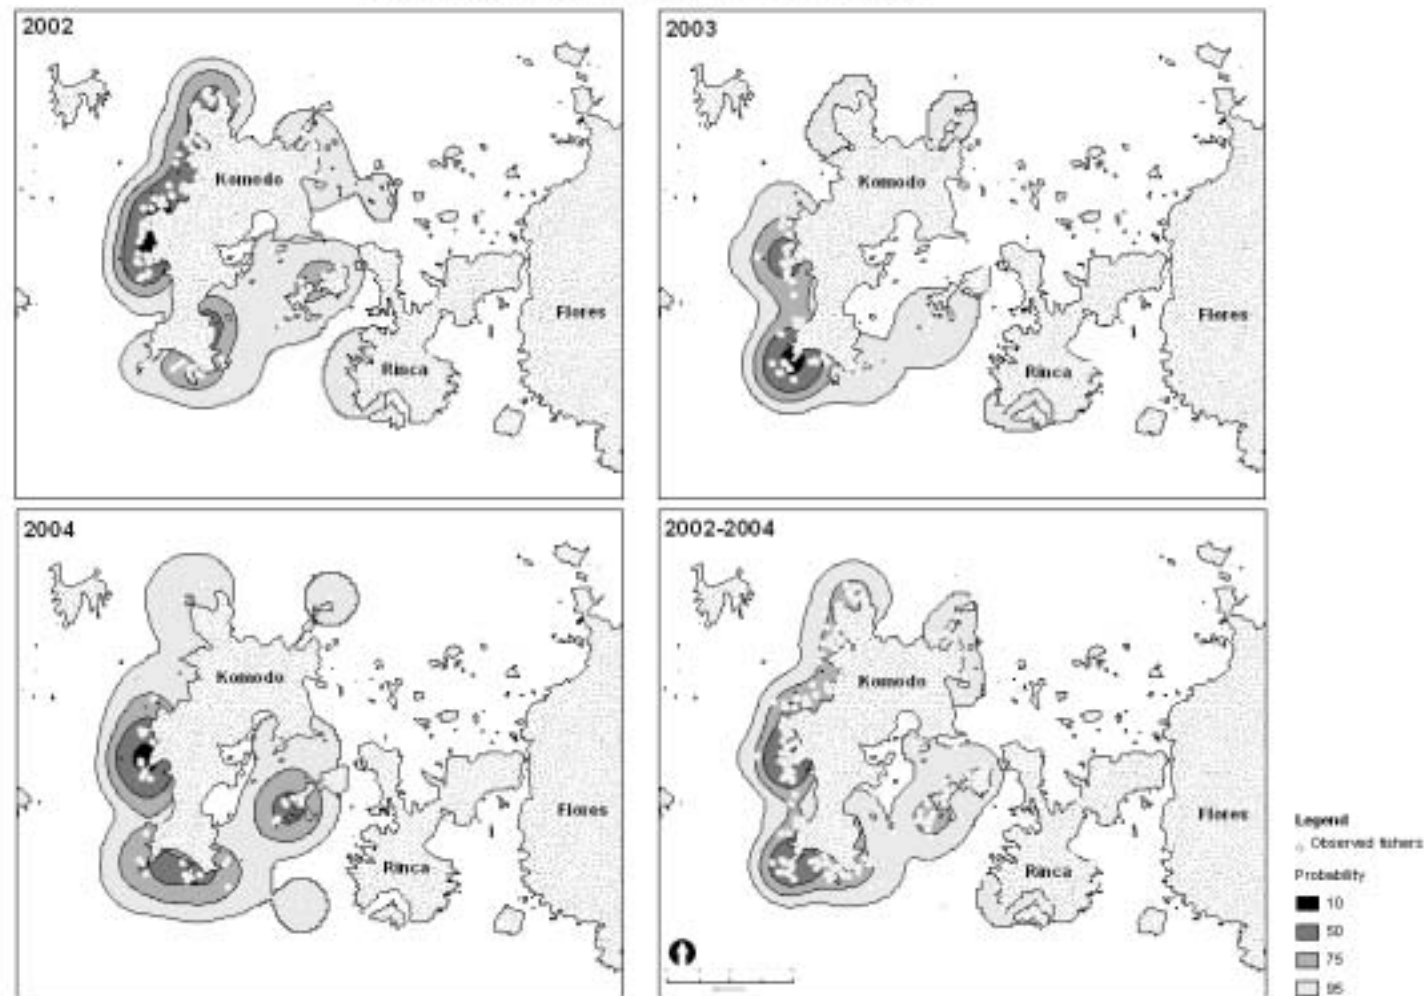 2002
Komodo
Flores
Rinca
2003
Komodo
Flores
Rinca
2004
Komodo
Flores
Rinca
2002-2004
Komodo
Flores
Rinca
Legend
Observed fishers
Probability
10
50
75
95